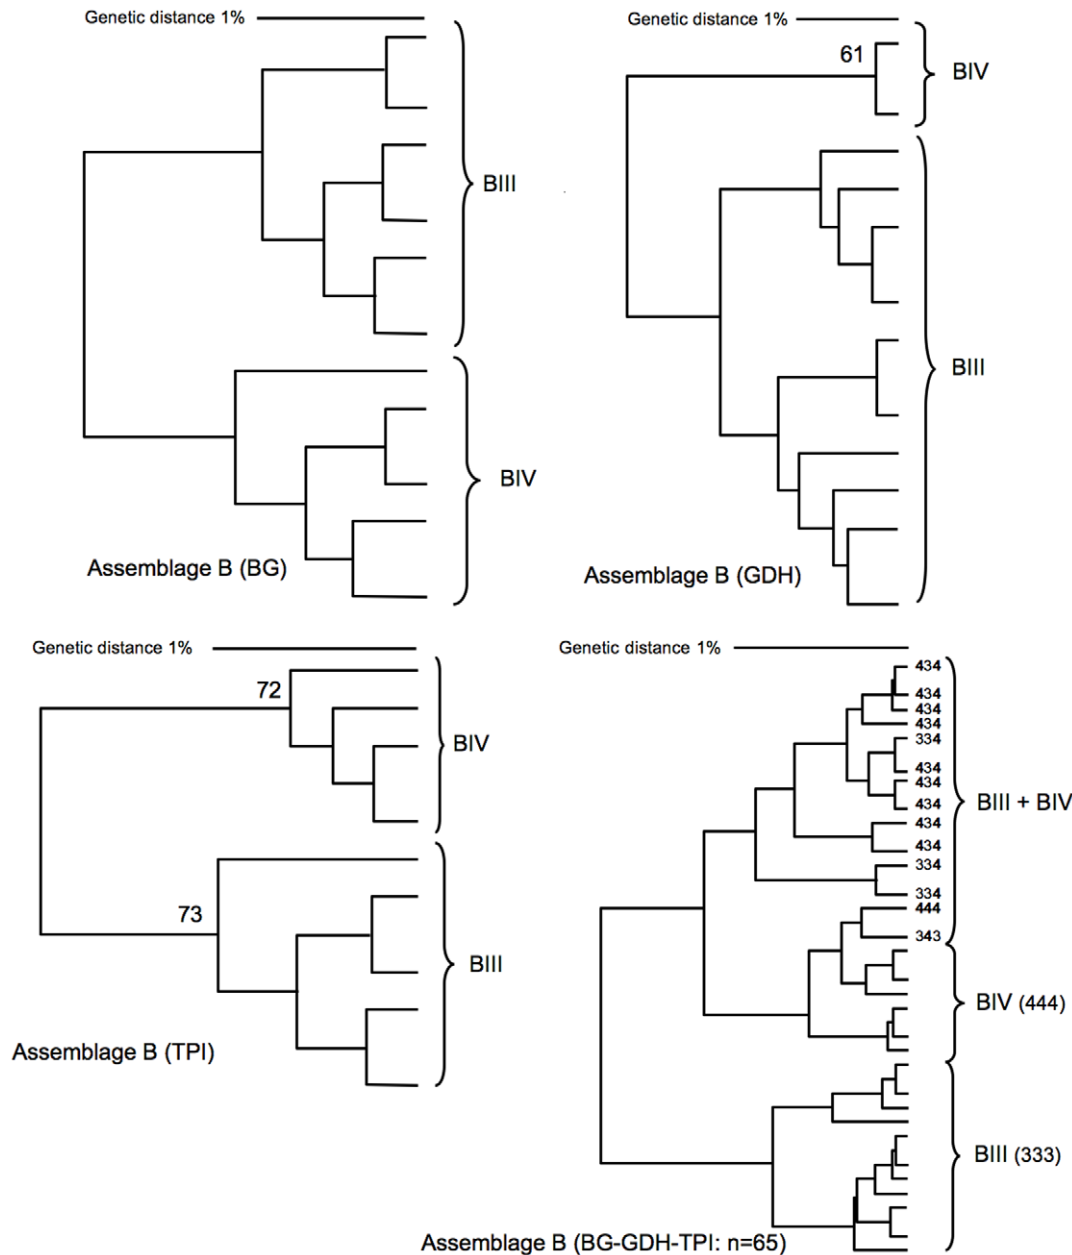 Genetic distance 1%
BIII
BIV
Assemblage B (BG)
Genetic distance 1%
61
BIV
BIII
Assemblage B (GDH)
Genetic distance 1%
72
BIV
73
BIII
Assemblage B (TPI)
Genetic distance 1%
434
434
434
434
334
434
434
434
434
434
334
334
444
343
BIII + BIV
BIV (444)
BIII (333)
Assemblage B (BG-GDH-TPI: n=65)